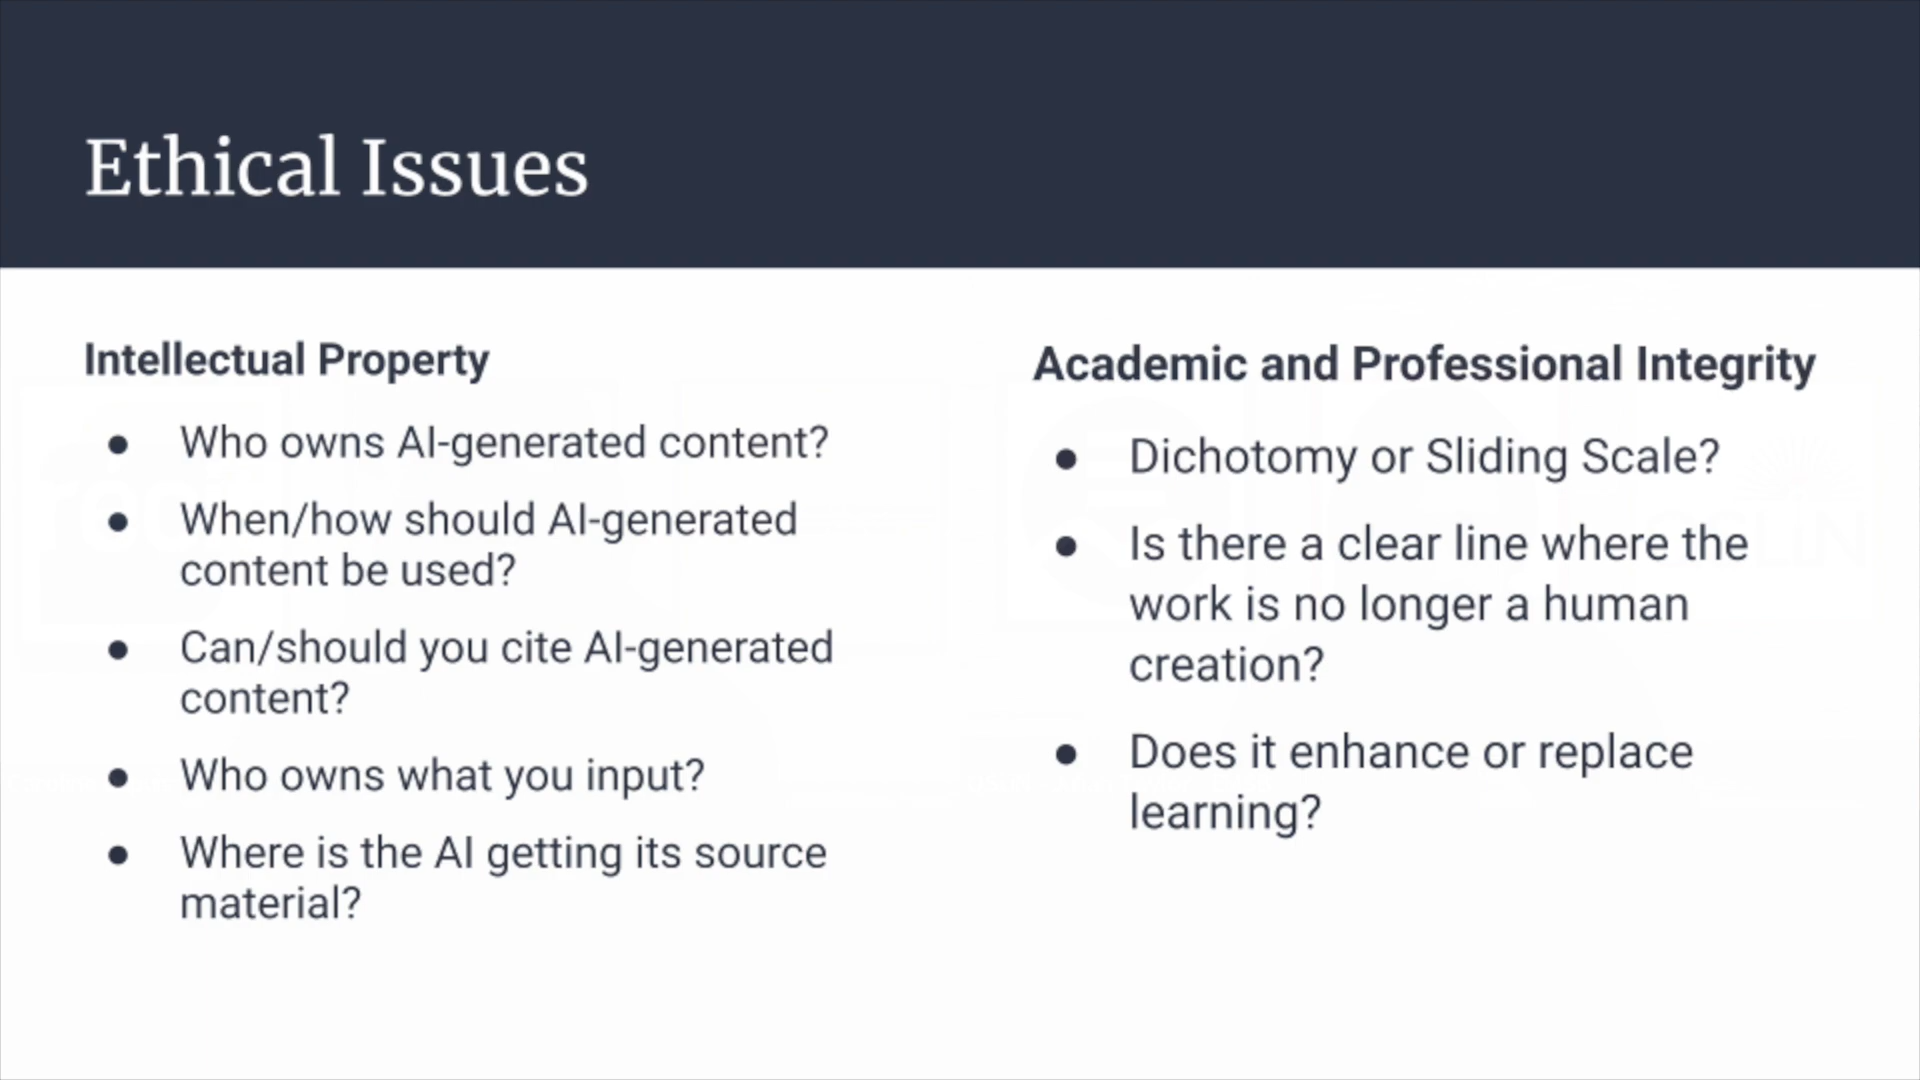 Ethical Issues
Intellectual Property
● Who owns AI-generated content?
● When/how should AI-generated
content be used?
● Can/should you cite AI-generated
content?
● Who owns what you input?
● Where is the AI getting its source
material?
Academic and Professional Integrity
● Dichotomy or Sliding Scale?
● Is there a clear line where the
work is no longer a human
creation?
● Does it enhance or replace
learning?